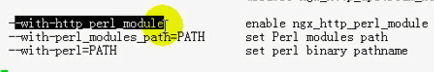 --with-http_perl_module enable ngx_http_perl_module
--with-perl_modules_path=PATH set Perl modules path
--with-perl=PATH set perl binary pathname